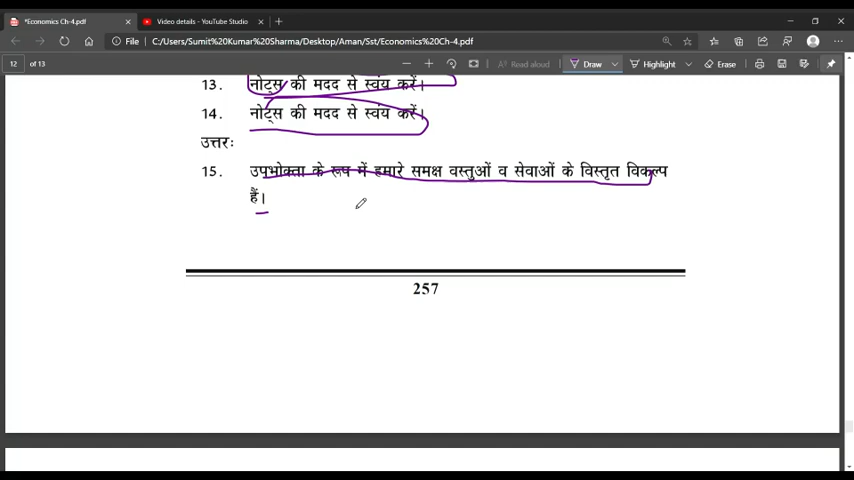 *Economics Ch-4.pdf
Video details - YouTube Studio
File
C:/Users/Sumit%20Kumar%20Sharma/Desktop/Aman/Sst/Economics%20Ch-4.pdf
12 of 13
Read aloud
Draw
Highlight
Erase
13. नोट्स की मदद से स्वंय करें।
14. नोट्स की मदद से स्वंय करें।
उत्तरः
15. उपभोक्ता के रूप में हमारे समक्ष वस्तुओं व सेवाओं के विस्तृत विकल्प
हैं।
257